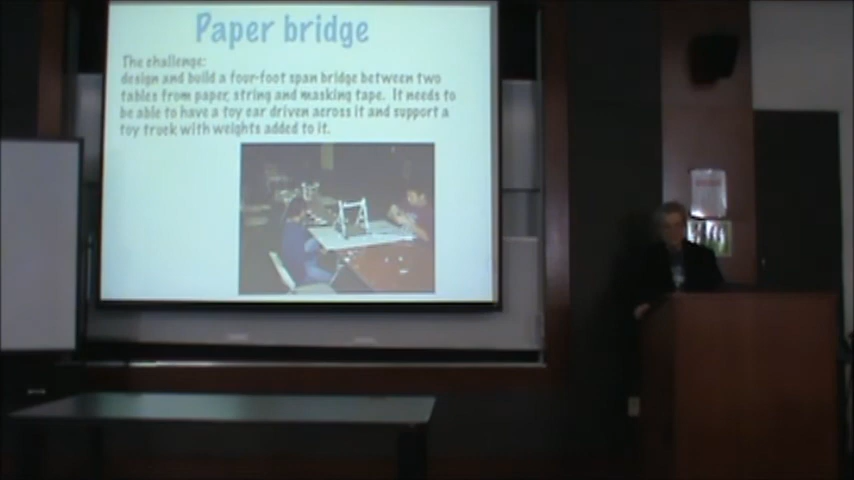 Paper bridge
The challenge:
design and build a four-foot span bridge between two
tables from paper, string and masking tape. It needs to
be able to have a toy car driven across it and support a
toy truck with weights added to it.